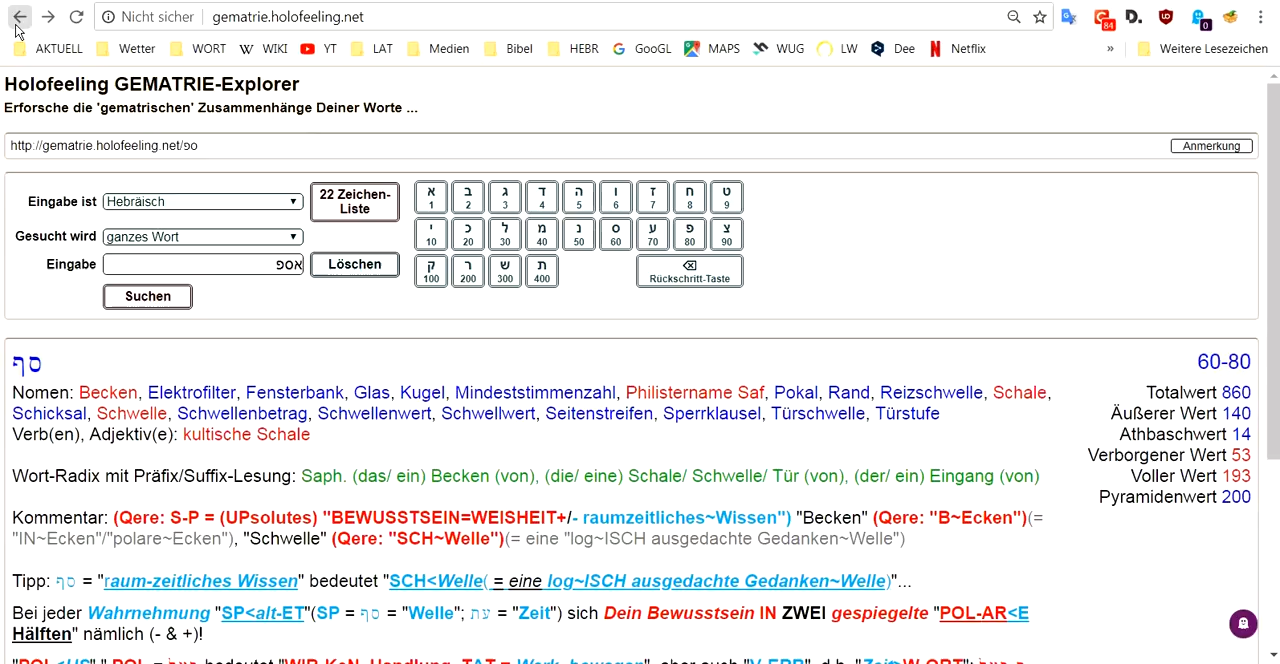 Nicht sicher gematrie.holofeeling.net 84 D. 0
AKTUELL Wetter WORT W WIKI YT LAT Medien Bibel HEBR G GooGL MAPS WUG LW Dee N Netflix » Weitere Lesezeichen
Holofeeling GEMATRIE-Explorer
Erforsche die 'gematrischen' Zusammenhänge Deiner Worte ...
http://gematrie.holofeeling.net/ספ Anmerkung
Eingabe ist Hebräisch 22 Zeichen-Liste א ב ג ד ה ו ז ח ט
1 2 3 4 5 6 7 8 9
Gesucht wird ganzes Wort י כ ל מ נ ס ע פ צ
10 20 30 40 50 60 70 80 90
Eingabe אספ Löschen ק ר ש ת
100 200 300 400 Rückschritt-Taste
Suchen
סף 60-80
Nomen: Becken, Elektrofilter, Fensterbank, Glas, Kugel, Mindeststimmenzahl, Philistername Saf, Pokal, Rand, Reizschwelle, Schale, Totalwert 860
Schicksal, Schwelle, Schwellenbetrag, Schwellenwert, Schwellwert, Seitenstreifen, Sperrklausel, Türschwelle, Türstufe Äußerer Wert 140
Verb(en), Adjektiv(e): kultische Schale Athbaschwert 14
Verborgener Wert 53
Wort-Radix mit Präfix/Suffix-Lesung: Saph. (das/ ein) Becken (von), (die/ eine) Schale/ Schwelle/ Tür (von), (der/ ein) Eingang (von) Voller Wert 193
Pyramidenwert 200
Kommentar: (Qere: S-P = (UPsolutes) "BEWUSSTSEIN=WEISHEIT+/- raumzeitliches~Wissen") "Becken" (Qere: "B~Ecken")(=
"IN~Ecken"/"polare~Ecken"), "Schwelle" (Qere: "SCH~Welle")(= eine "log~ISCH ausgedachte Gedanken~Welle")
Tipp: סף = "raum-zeitliches Wissen" bedeutet "SCH<Welle( = eine log~ISCH ausgedachte Gedanken~Welle)"...
Bei jeder Wahrnehmung "SP<alt-ET"(SP = סף = "Welle"; עת = "Zeit") sich Dein Bewusstsein IN ZWEI gespiegelte "POL-AR<E
Hälften" nämlich (- & +)!